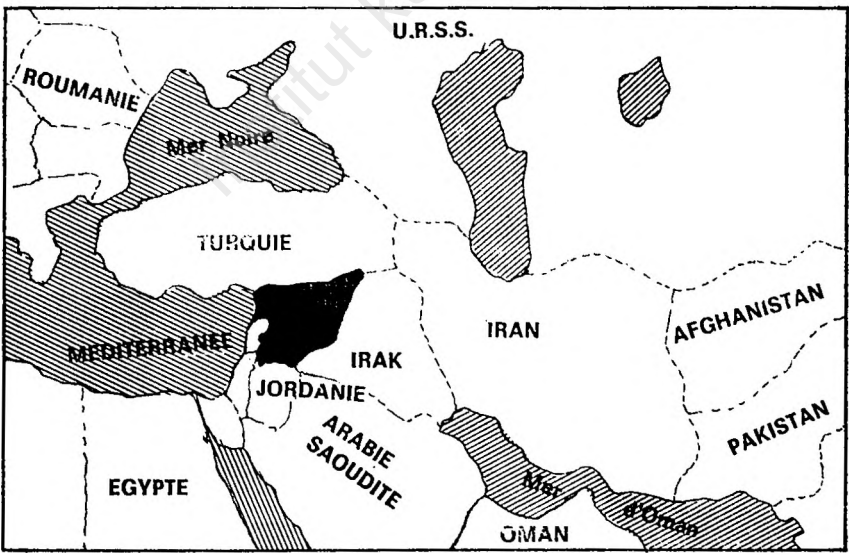 U.R.S.S.
ROUMANIE
Mer Noire
TURQUIE
MEDITERRANEE
IRAK
IRAN
AFGHANISTAN
JORDANIE
PAKISTAN
ARABIE
SAOUDITE
EGYPTE
Mer
d'Oman
OMAN